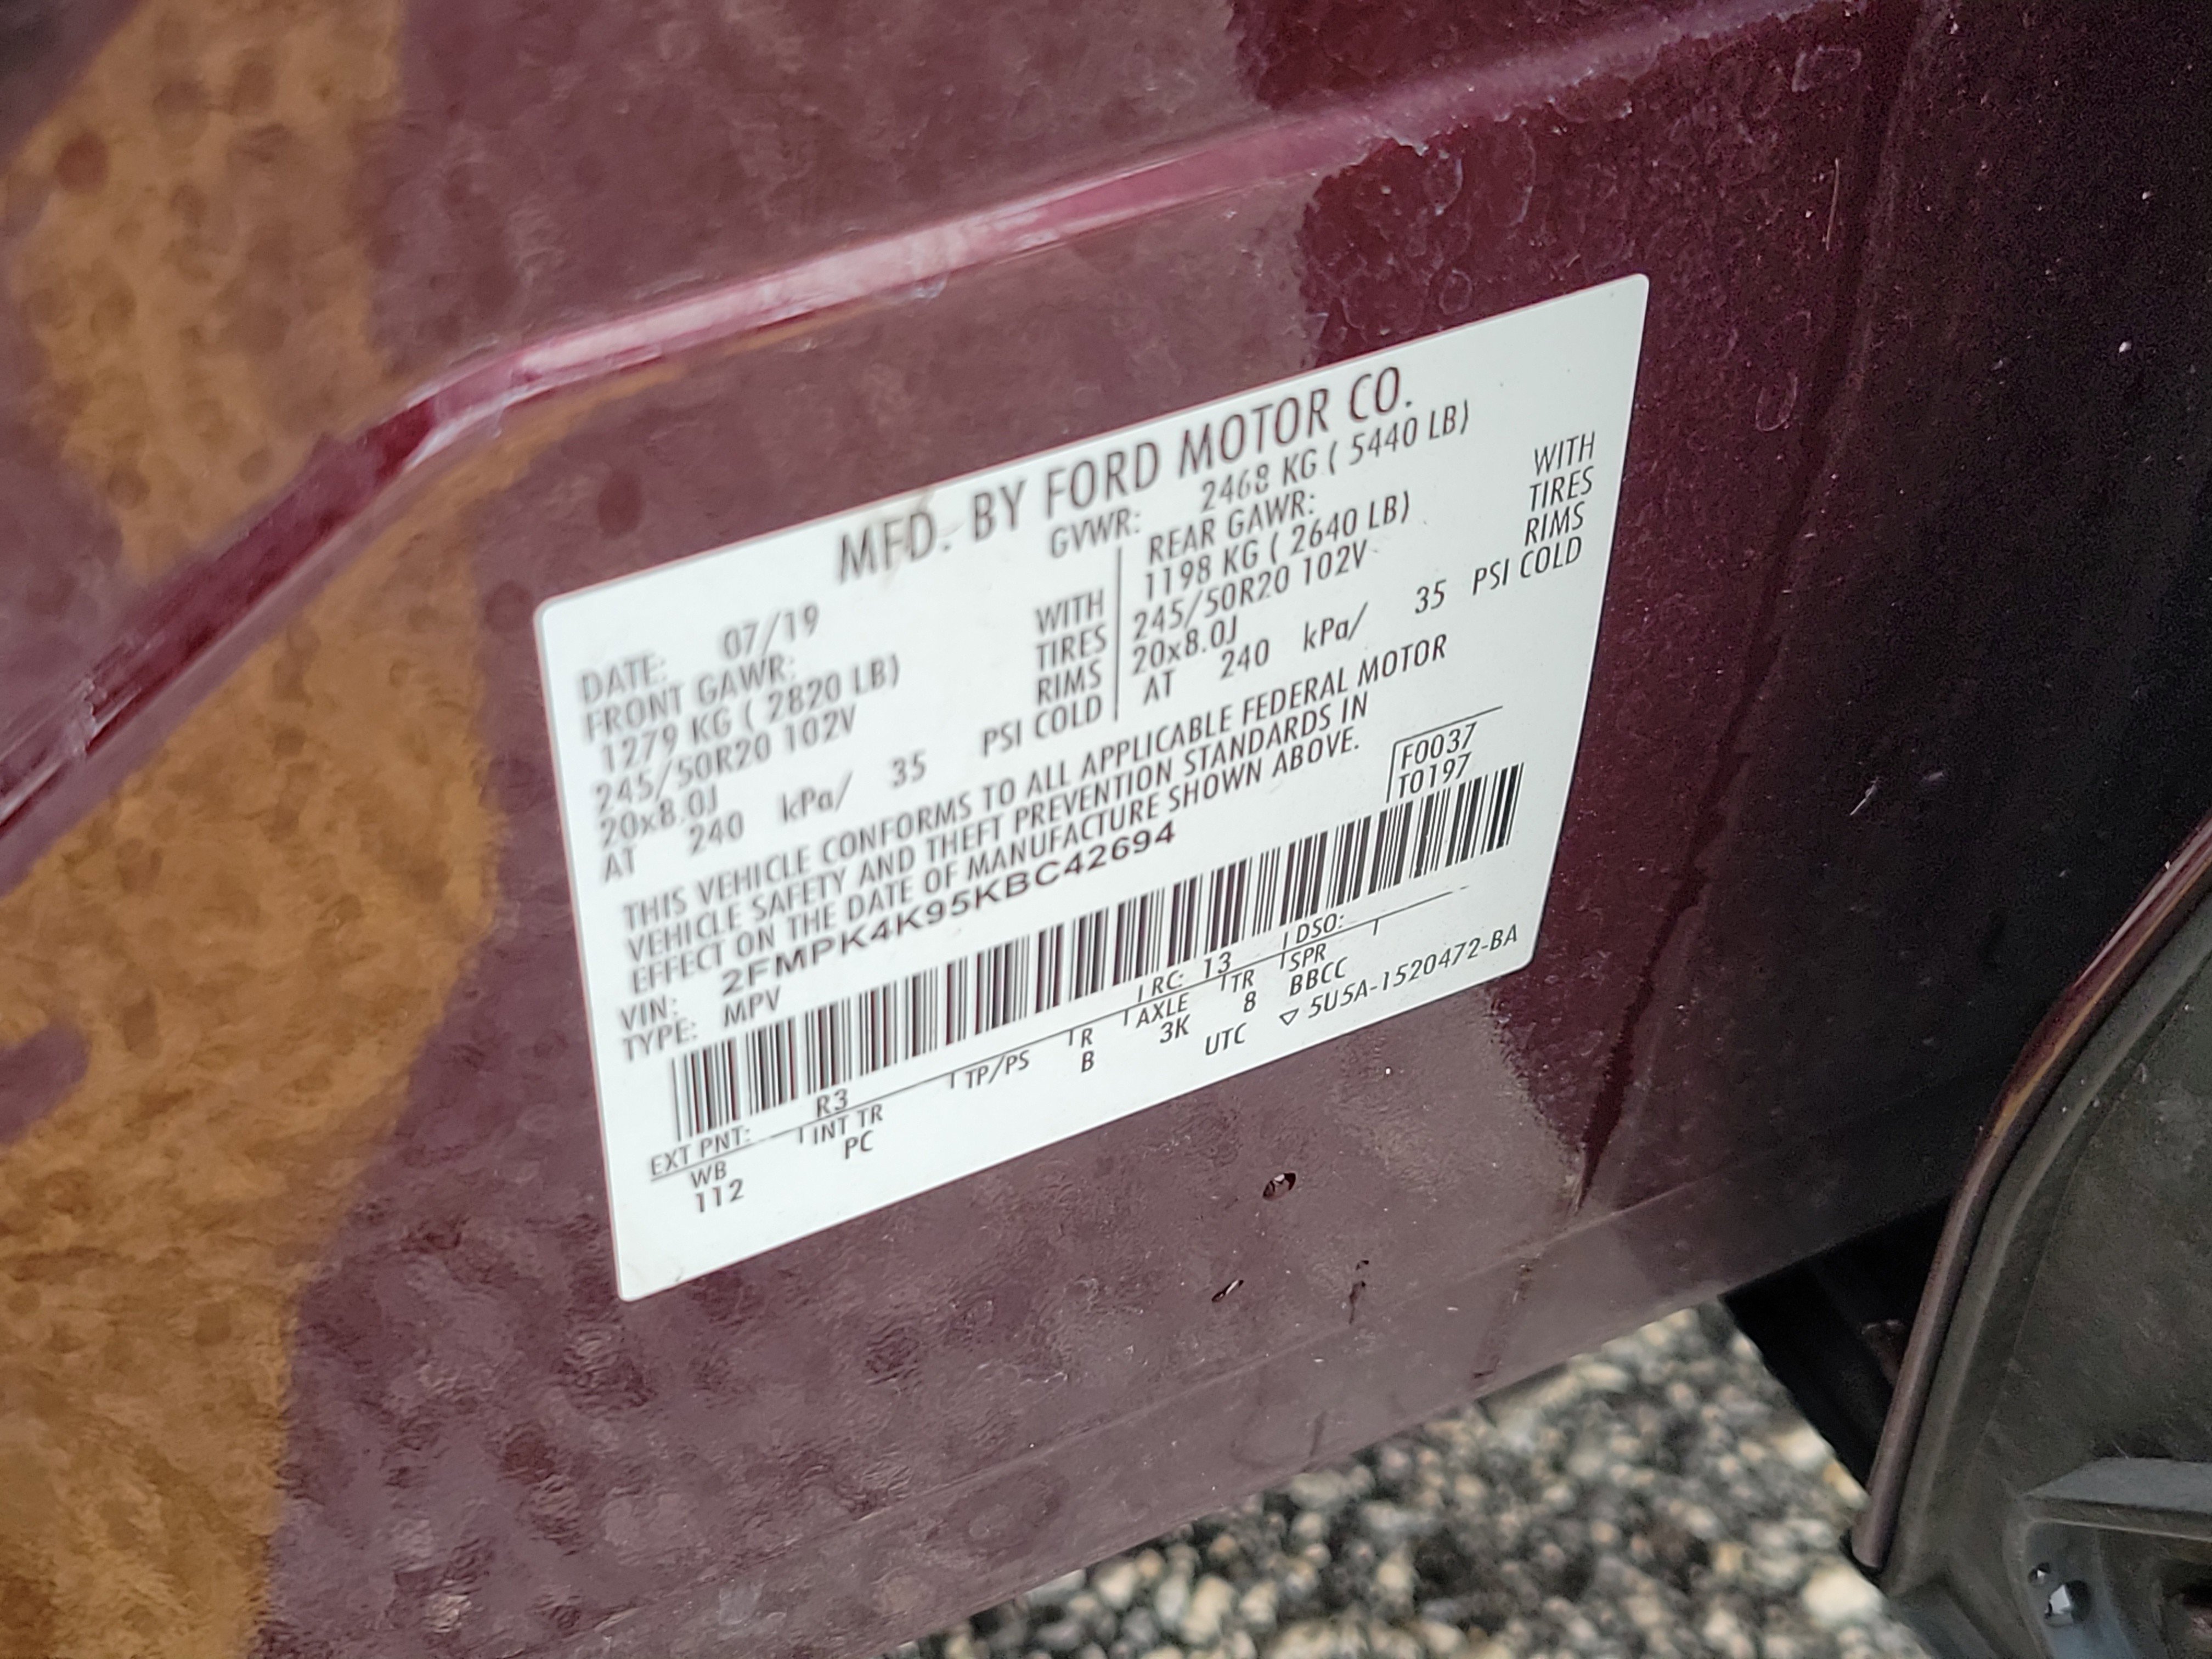 MFD. BY FORD MOTOR CO.
DATE: 07/19 GVWR: 2468 KG ( 5440 LB)
FRONT GAWR: REAR GAWR:
1279 KG ( 2820 LB) WITH 1198 KG ( 2640 LB) WITH
245/50R20 102V TIRES 245/50R20 102V TIRES
20x8.0J RIMS 20x8.0J RIMS
AT 240 kPa/ 35 PSI COLD AT 240 kPa/ 35 PSI COLD
THIS VEHICLE CONFORMS TO ALL APPLICABLE FEDERAL MOTOR
VEHICLE SAFETY AND THEFT PREVENTION STANDARDS IN
EFFECT ON THE DATE OF MANUFACTURE SHOWN ABOVE.
VIN: 2FMPK4K95KBC42694 F0037
TYPE: MPV T0197
EXT PNT: R3 RC: 13 DSO:
WB INT TR TP/PS R AXLE TR SPR
112 PC B 3K 8 BBCC
UTC ▽ 5U5A-1520472-BA